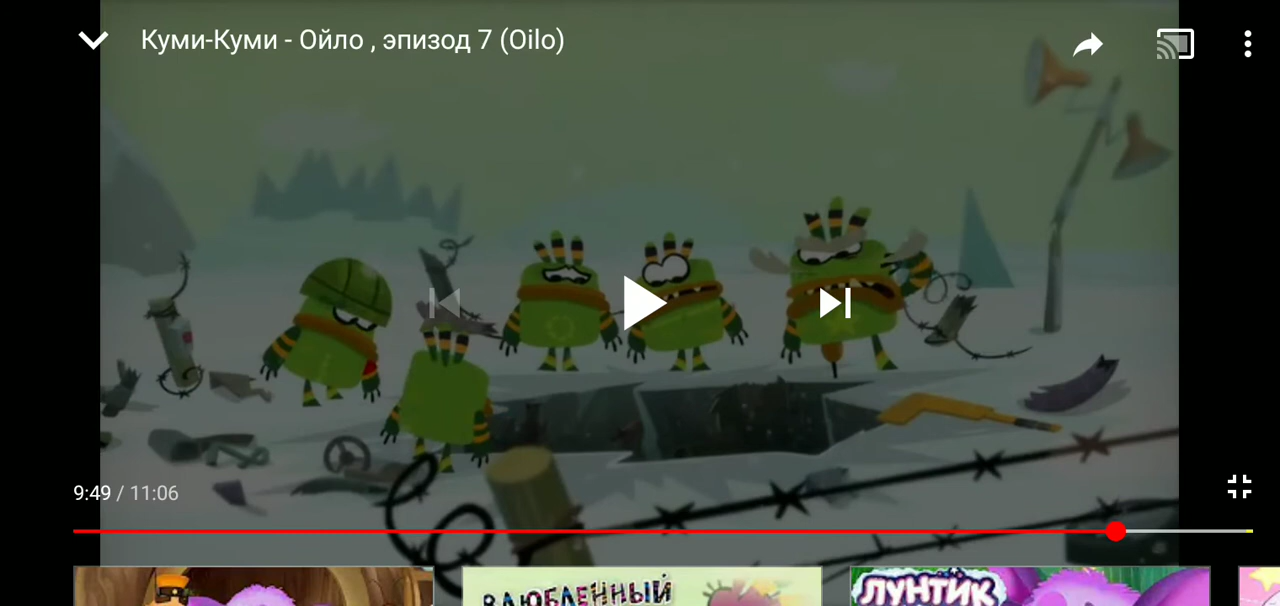 Куми-Куми - Ойло , эпизод 7 (Oilo)
9:49 / 11:06
ВЛЮБЛЕННЫЙ
ЛУНТИК